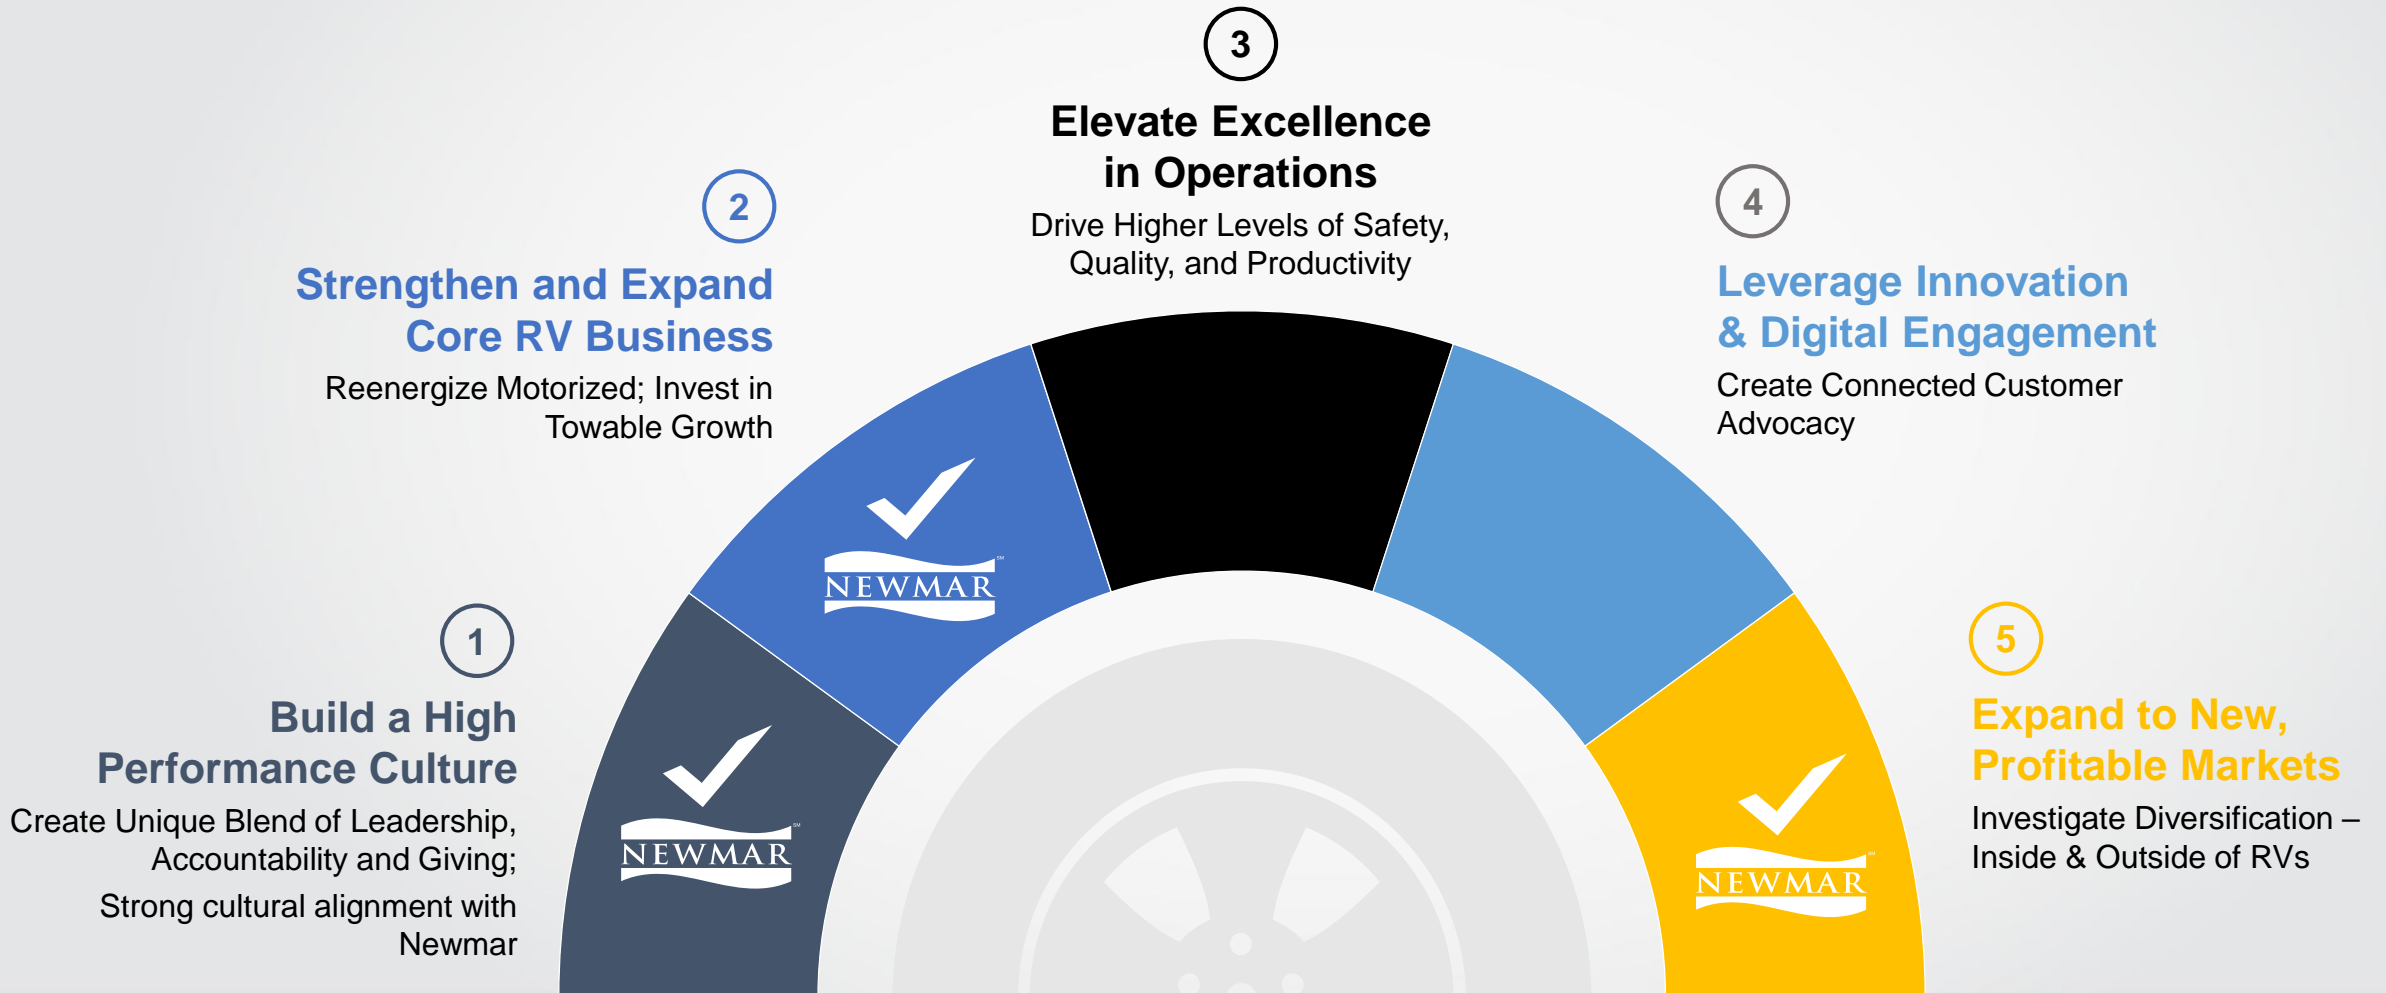 1
Build a High
Performance Culture
Create Unique Blend of Leadership,
Accountability and Giving;
Strong cultural alignment with
Newmar
2
Strengthen and Expand
Core RV Business
Reenergize Motorized; Invest in
Towable Growth
3
Elevate Excellence
in Operations
Drive Higher Levels of Safety,
Quality, and Productivity
4
Leverage Innovation
& Digital Engagement
Create Connected Customer
Advocacy
5
Expand to New,
Profitable Markets
Investigate Diversification –
Inside & Outside of RVs
NEWMAR℠
NEWMAR℠
NEWMAR℠